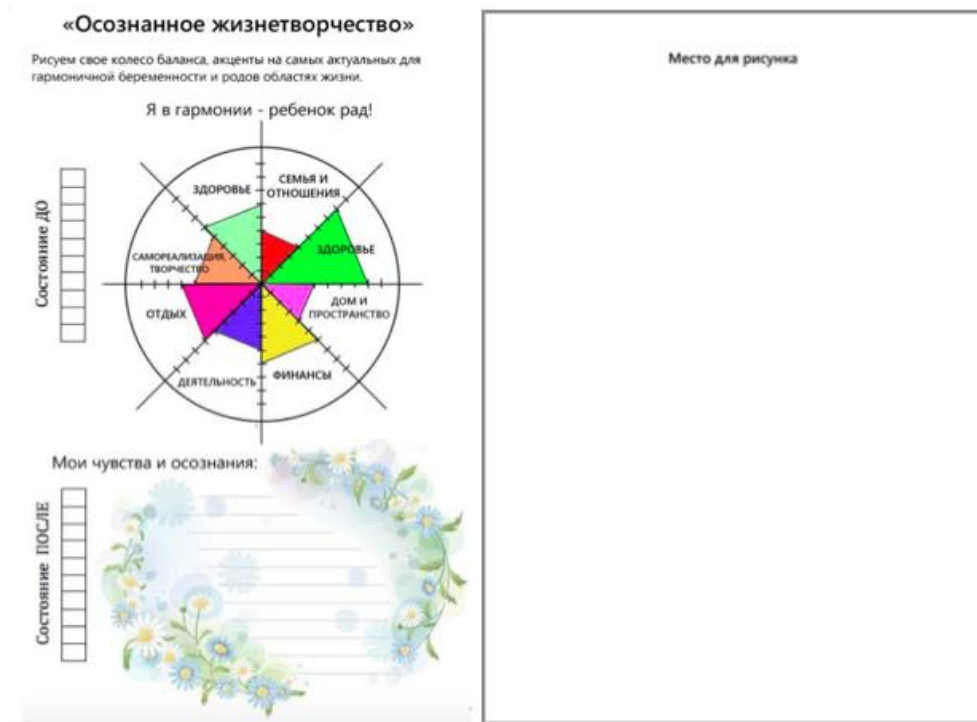 «Осознанное жизнетворчество»
Рисуем свое колесо баланса, акценты на самых актуальных для
гармоничной беременности и родов областях жизни.
Я в гармонии - ребенок рад!
Состояние ДО
ЗДОРОВЬЕ
СЕМЬЯ И
ОТНОШЕНИЯ
ЗДОРОВЬЕ
САМОРЕАЛИЗАЦИЯ,
ТВОРЧЕСТВО
ДОМ И
ПРОСТРАНСТВО
ОТДЫХ
ДЕЯТЕЛЬНОСТЬ
ФИНАНСЫ
Мои чувства и осознания:
Состояние ПОСЛЕ
Место для рисунка